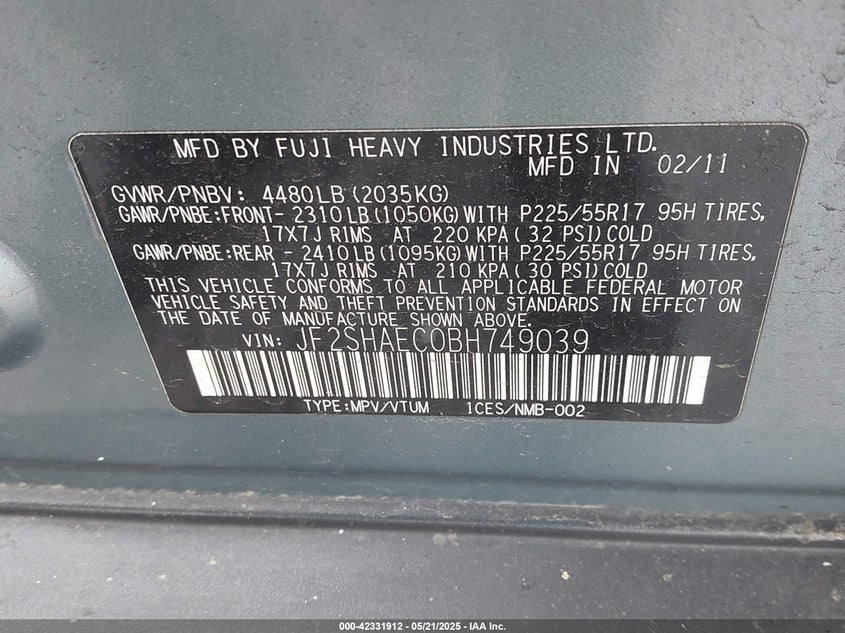 MFD BY FUJI HEAVY INDUSTRIES LTD.
MFD IN 02/11
GVWR/PNBV: 4480LB(2035KG)
GAWR/PNBE:FRONT- 2310LB(1050KG)WITH P225/55R17 95H TIRES,
17X7J RIMS AT 220 KPA( 32 PSI)COLD
GAWR/PNBE:REAR - 2410LB(1095KG)WITH P225/55R17 95H TIRES,
17X7J RIMS AT 210 KPA( 30 PSI)COLD
THIS VEHICLE CONFORMS TO ALL APPLICABLE FEDERAL MOTOR
VEHICLE SAFETY AND THEFT PREVENTION STANDARDS IN EFFECT ON
THE DATE OF MANUFACTURE SHOWN ABOVE.
VIN: JF2SHAEC0BH749039
TYPE:MPV/VTUM ICES/NMB-002
000-42331912 - 05/21/2025 - IAA Inc.